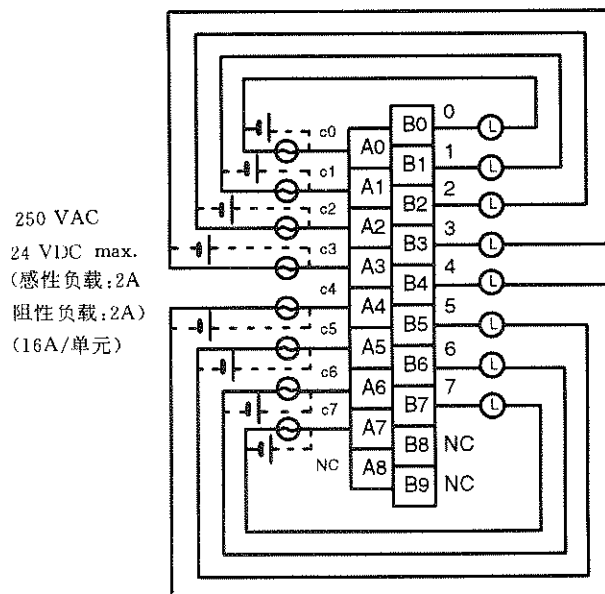 250 VAC
24 VDC max.
(感性负载:2A
阻性负载:2A)
(16A/单元)
c0
c1
c2
c3
c4
c5
c6
c7
NC
A0
A1
A2
A3
A4
A5
A6
A7
A8
B0
B1
B2
B3
B4
B5
B6
B7
B8
B9
0
1
2
3
4
5
6
7
NC
NC
L
L
L
L
L
L
L
L